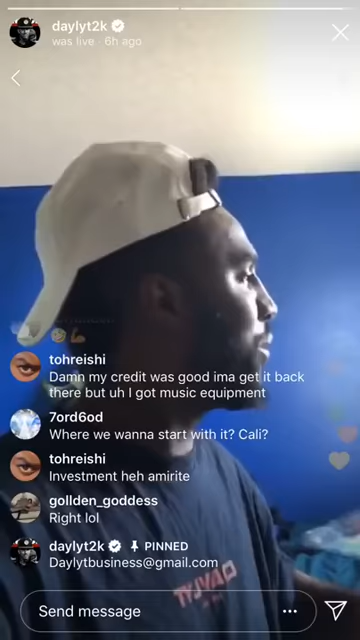 daylyt2k
was live · 6h ago
tohreishi
Damn my credit was good ima get it back
there but uh I got music equipment
7ord6od
Where we wanna start with it? Cali?
tohreishi
Investment heh amirite
gollden_goddess
Right lol
daylyt2k PINNED
Daylytbusiness@gmail.com
Send message